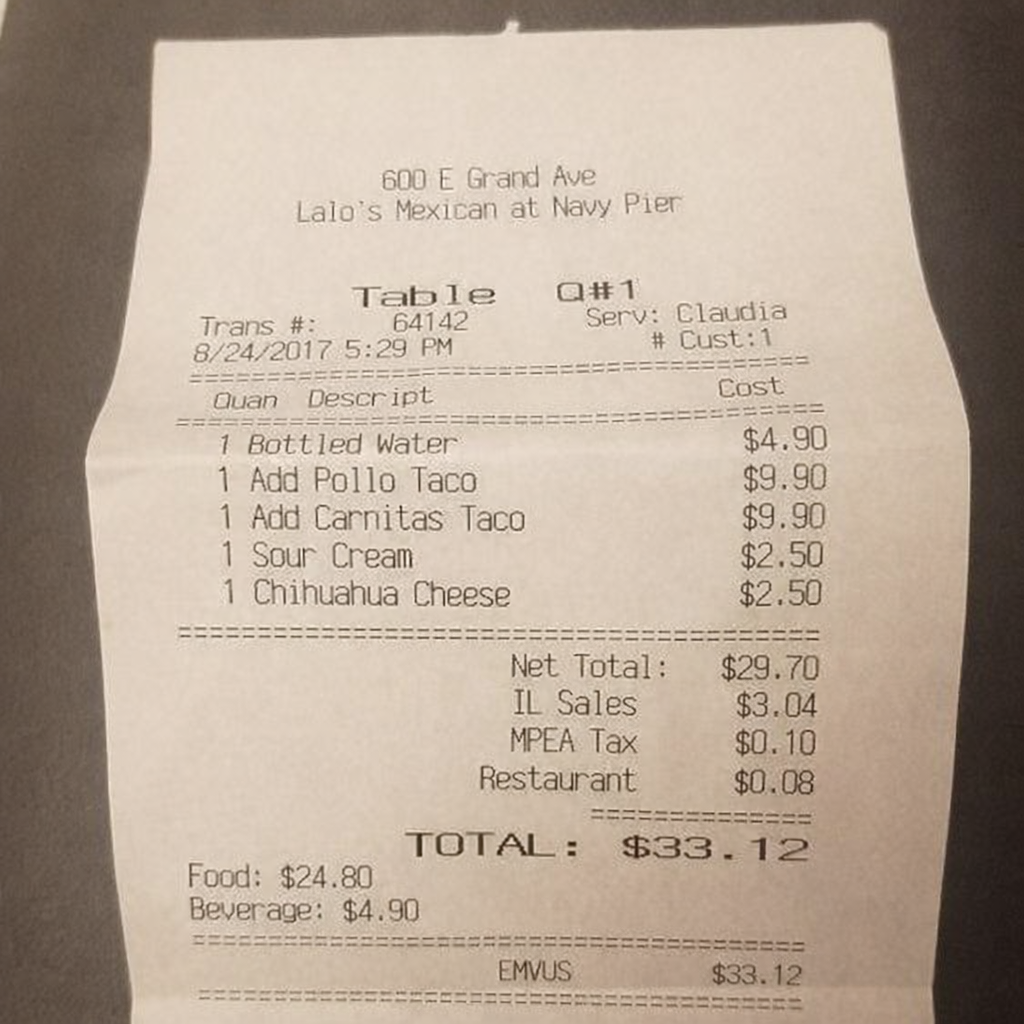 600 E Grand Ave
Lalo's Mexican at Navy Pier
Table Q#1
Trans #: 64142 Serv: Claudia
8/24/2017 5:29 PM # Cust:1
========================================
Quan Descript Cost
========================================
1 Bottled Water $4.90
1 Add Pollo Taco $9.90
1 Add Carnitas Taco $9.90
1 Sour Cream $2.50
1 Chihuahua Cheese $2.50
========================================
Net Total: $29.70
IL Sales $3.04
MPEA Tax $0.10
Restaurant $0.08
==============
TOTAL: $33.12
Food: $24.80
Beverage: $4.90
========================================
EMVUS $33.12
========================================